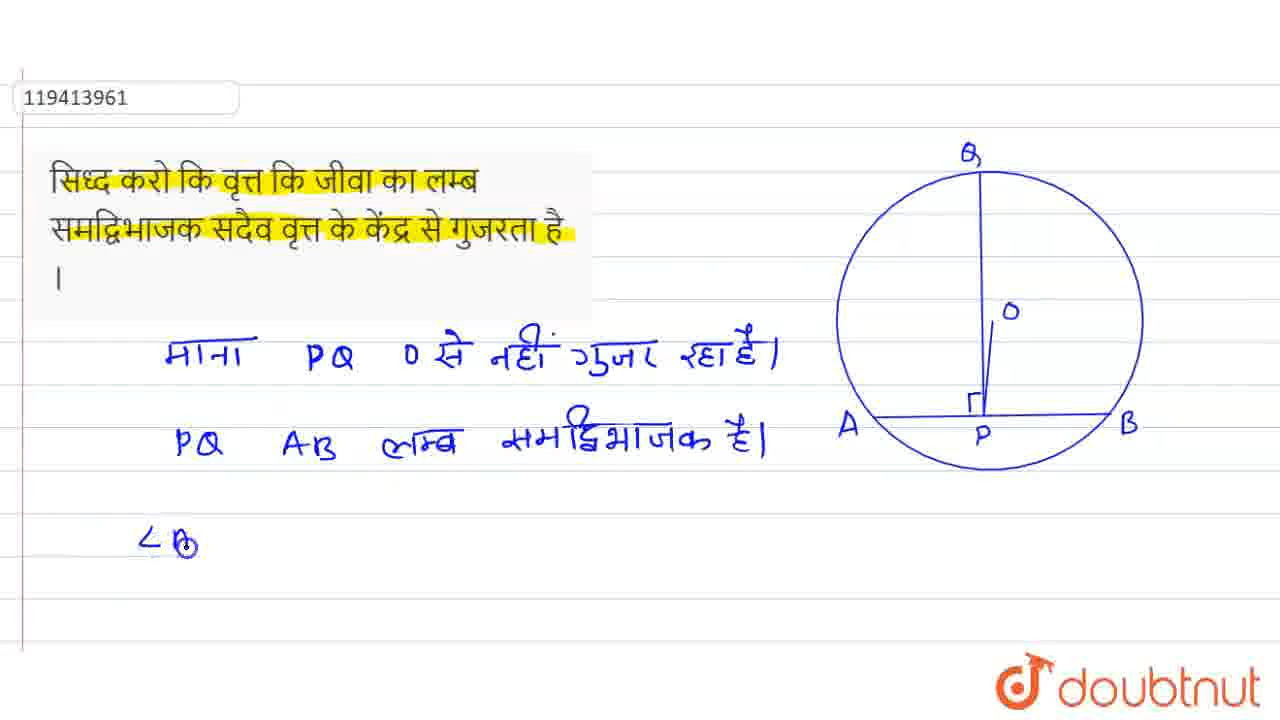 119413961
सिध्द करो कि वृत्त कि जीवा का लम्ब
समद्विभाजक सदैव वृत्त के केंद्र से गुजरता है
।
माना PQ O से नहीं गुजर रहा है।
PQ AB लम्ब समद्विभाजक है।
Q
O
A
P
B
doubtnut